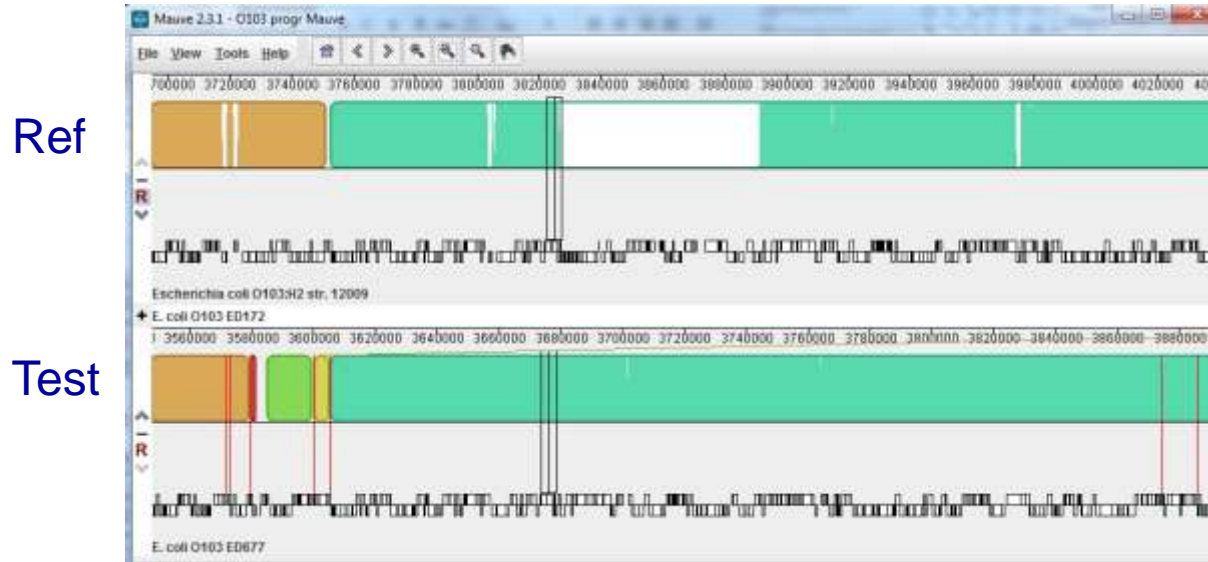 Mauve 2.3.1 - O103 progr Mauve
File View Tools Help
Ref
700000 3720000 3740000 3760000 3780000 3800000 3820000 3840000 3860000 3880000 3900000 3920000 3940000 3960000 3980000 4000000 4020000 40
R
Escherichia coli O103:H2 str. 12009
E. coli O103 ED172
Test
3560000 3580000 3600000 3620000 3640000 3660000 3680000 3700000 3720000 3740000 3760000 3780000 3800000 3820000 3840000 3860000 3880000
R
E. coli O103 ED677